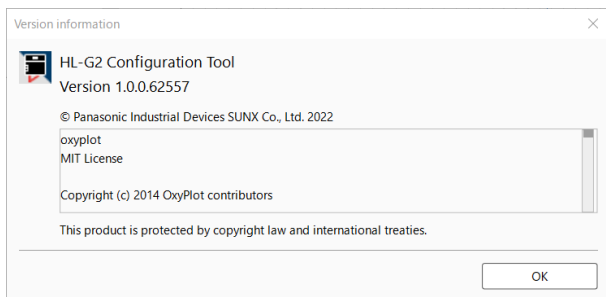 Version information
HL-G2 Configuration Tool
Version 1.0.0.62557
© Panasonic Industrial Devices SUNX Co., Ltd. 2022
oxyplot
MIT License
Copyright (c) 2014 OxyPlot contributors
This product is protected by copyright law and international treaties.
OK